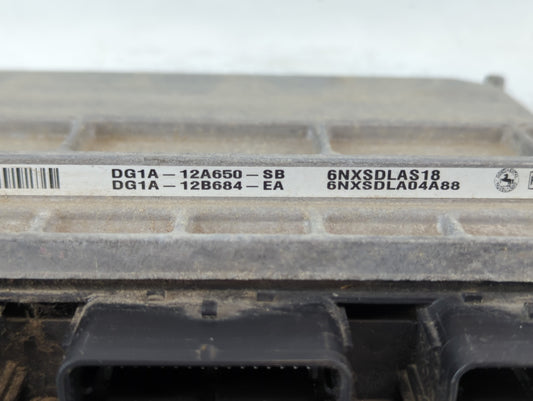 DG1A-12A650-SB 6NXSDLAS18
DG1A-12B684-EA 6NXSDLA04A88